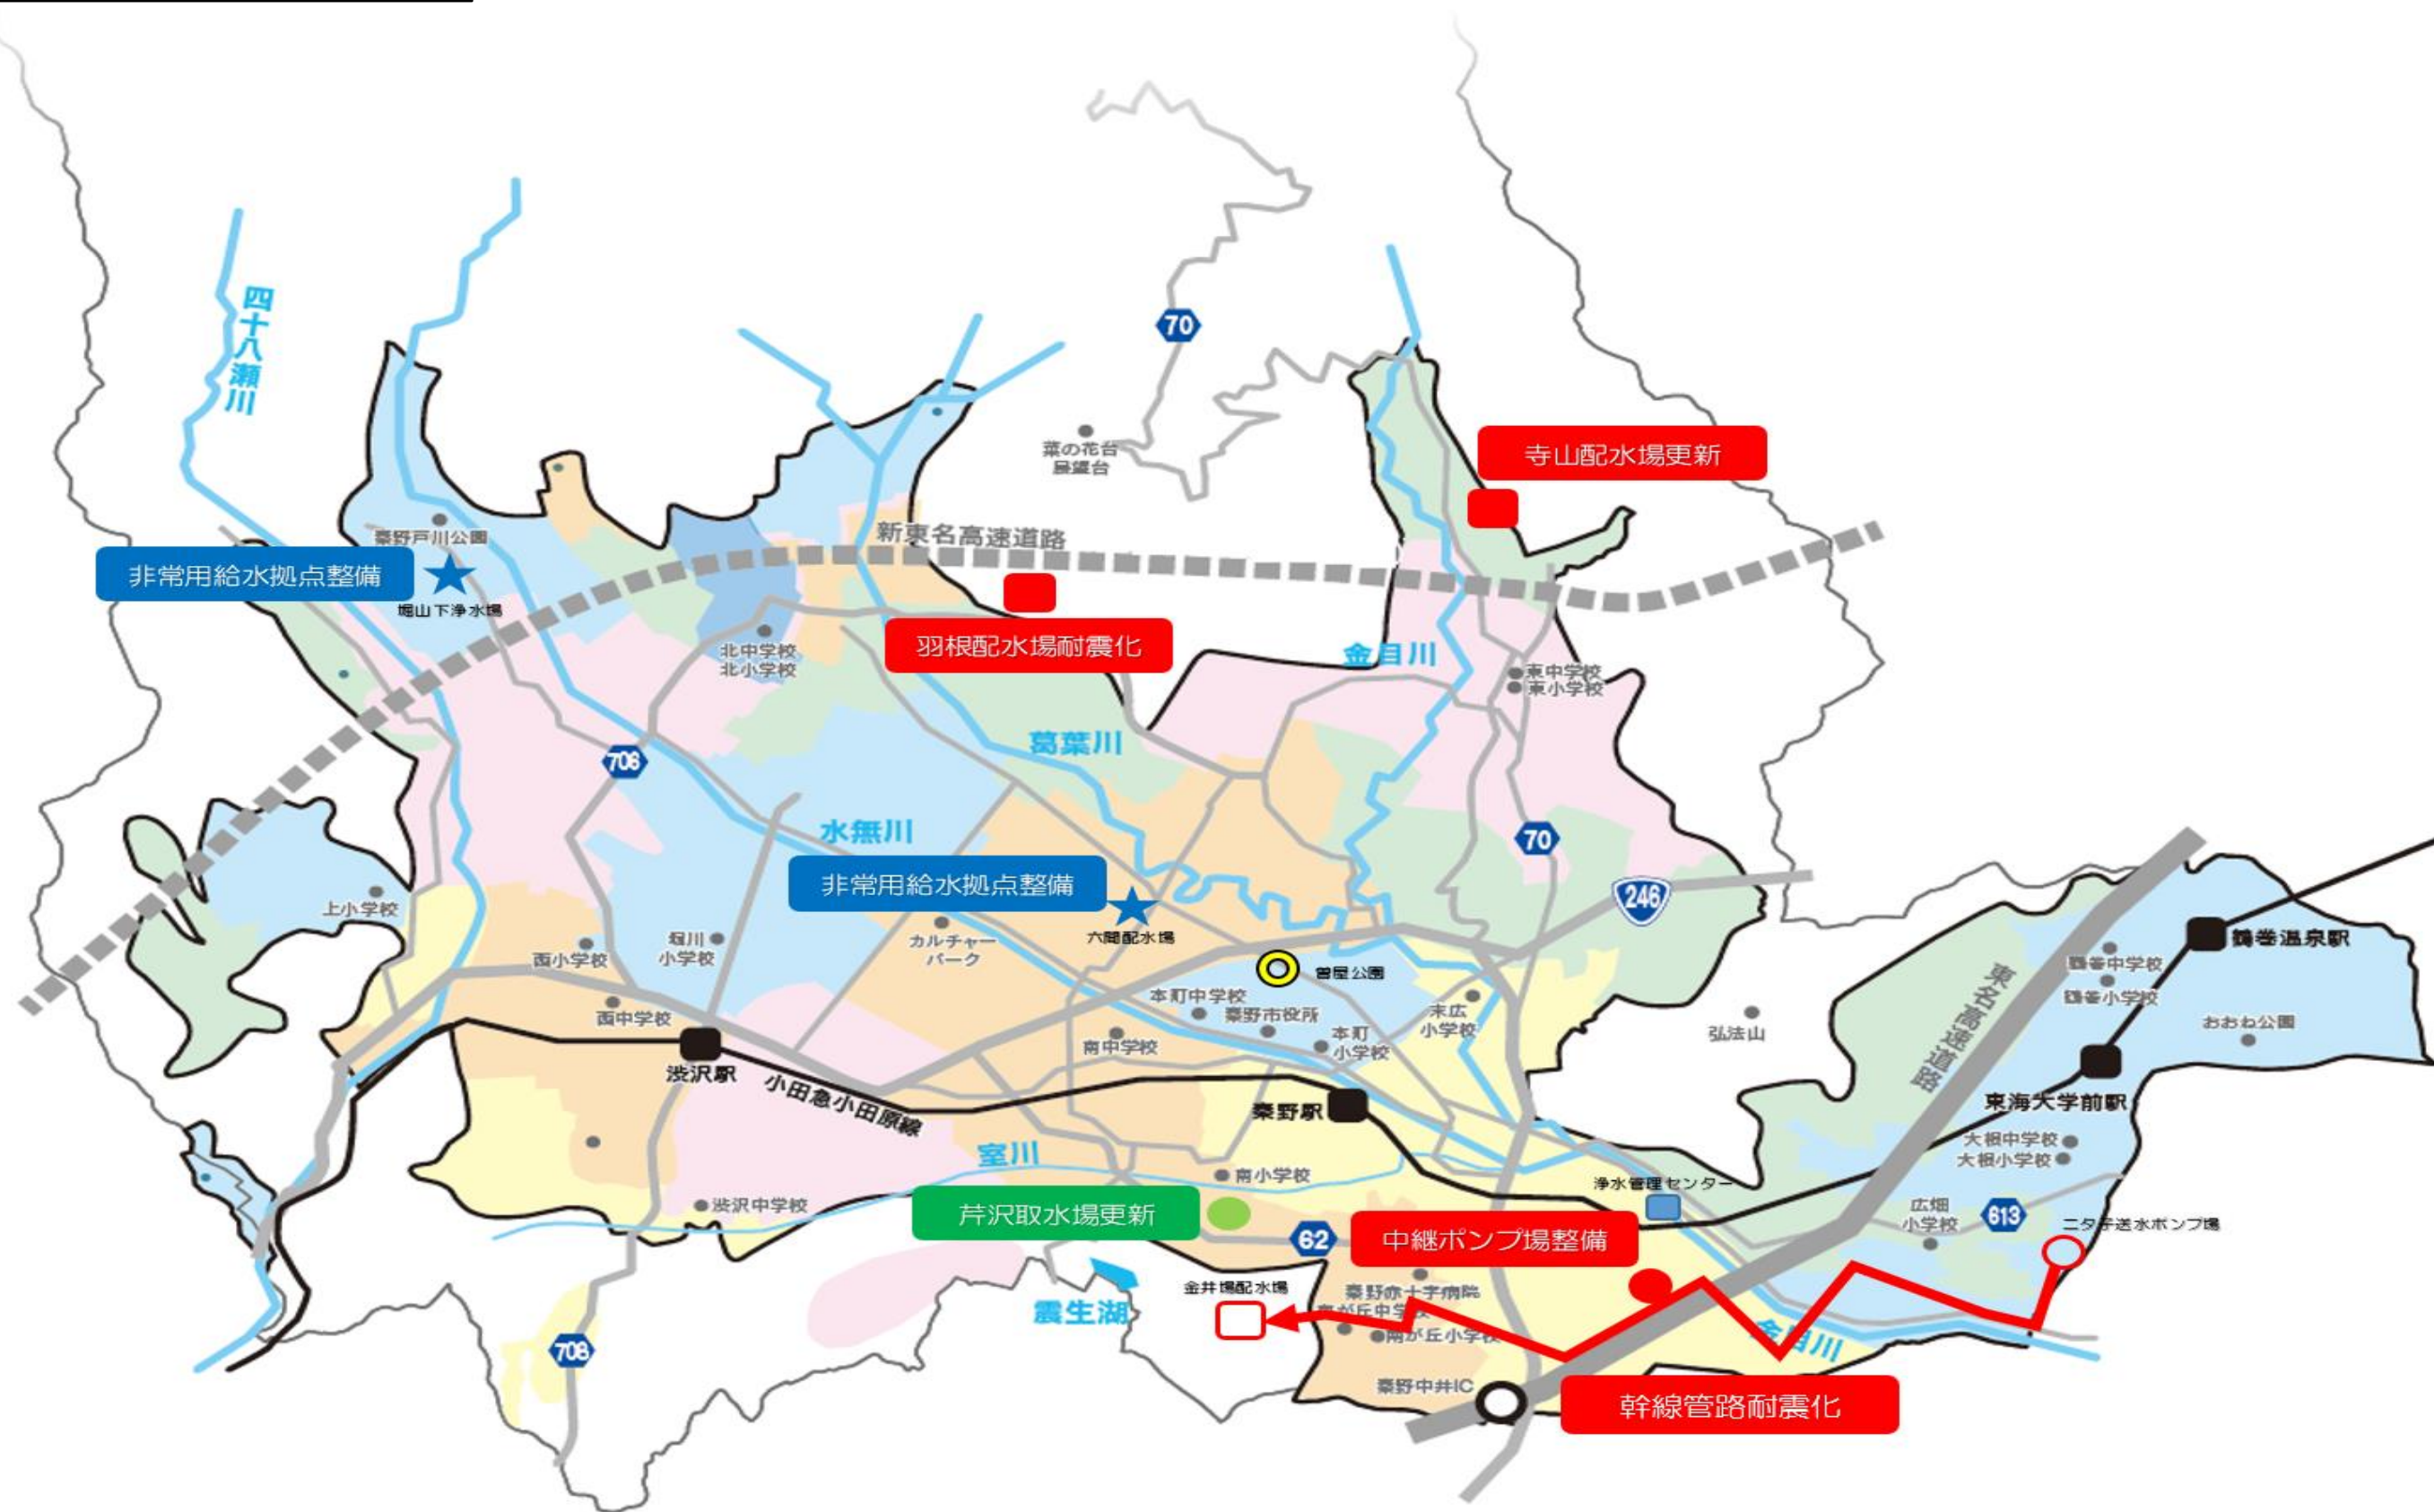 四十八瀬川
70
菜の花台
展望台
寺山配水場更新
新東名高速道路
秦野戸川公園
非常用給水拠点整備
堀山下浄水場
羽根配水場耐震化
北中学校
北小学校
金目川
東中学校
東小学校
葛葉川
706
水無川
70
246
非常用給水拠点整備
上小学校
堀川
小学校
西小学校
カルチャー
パーク
六間配水場
鶴巻温泉駅
鶴巻中学校
鶴巻小学校
東名高速道路
曽屋公園
本町中学校
秦野市役所
末広
小学校
西中学校
南中学校
本町
小学校
弘法山
おおね公園
渋沢駅
小田急小田原線
秦野駅
東海大学前駅
大根中学校
大根小学校
室川
南小学校
浄水管理センター
渋沢中学校
芹沢取水場更新
62
中継ポンプ場整備
広畑
小学校
613
二タ子送水ポンプ場
金井場配水場
秦野赤十字病院
南が丘中学校
南が丘小学校
震生湖
金目川
708
秦野中井IC
幹線管路耐震化